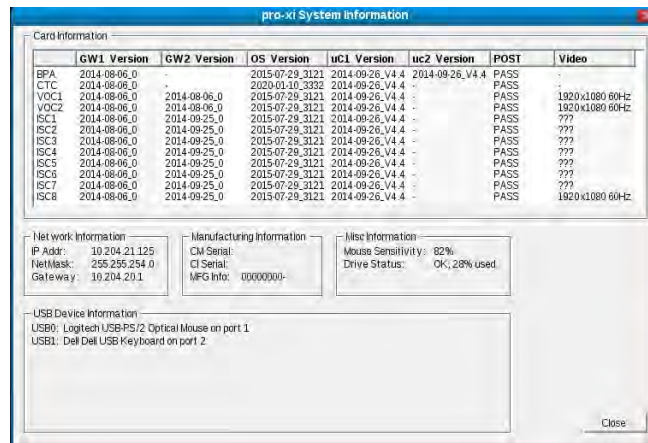 pro-xi System Information
Card Information
GW1 Version GW2 Version OS Version uC1 Version uc2 Version POST Video
BPA 2014-08-06_0 - 2015-07-29_3121 2014-09-26_V4.4 2014-09-26_V4.4 PASS -
CTC 2014-08-06_0 - 2020-01-10_3332 2014-09-26_V4.4 - PASS -
VOC1 2014-08-06_0 2014-08-06_0 2015-07-29_3121 2014-09-26_V4.4 - PASS 1920x1080 60Hz
VOC2 2014-08-06_0 2014-08-06_0 2015-07-29_3121 2014-09-26_V4.4 - PASS 1920x1080 60Hz
ISC1 2014-08-06_0 2014-09-25_0 2015-07-29_3121 2014-09-26_V4.4 - PASS ???
ISC2 2014-08-06_0 2014-09-25_0 2015-07-29_3121 2014-09-26_V4.4 - PASS ???
ISC3 2014-08-06_0 2014-09-25_0 2015-07-29_3121 2014-09-26_V4.4 - PASS ???
ISC4 2014-08-06_0 2014-09-25_0 2015-07-29_3121 2014-09-26_V4.4 - PASS ???
ISC5 2014-08-06_0 2014-09-25_0 2015-07-29_3121 2014-09-26_V4.4 - PASS ???
ISC6 2014-08-06_0 2014-09-25_0 2015-07-29_3121 2014-09-26_V4.4 - PASS ???
ISC7 2014-08-06_0 2014-09-25_0 2015-07-29_3121 2014-09-26_V4.4 - PASS ???
ISC8 2014-08-06_0 2014-09-25_0 2015-07-29_3121 2014-09-26_V4.4 - PASS 1920x1080 60Hz
Network Information
IP Addr: 10.204.21.125
NetMask: 255.255.254.0
Gateway: 10.204.20.1
Manufacturing Information
CM Serial:
CI Serial:
MFG Info: 00000000-
Misc Information
Mouse Sensitivity: 82%
Drive Status: OK, 28% used
USB Device Information
USB0: Logitech USB-PS/2 Optical Mouse on port 1
USB1: Dell Dell USB Keyboard on port 2
Close